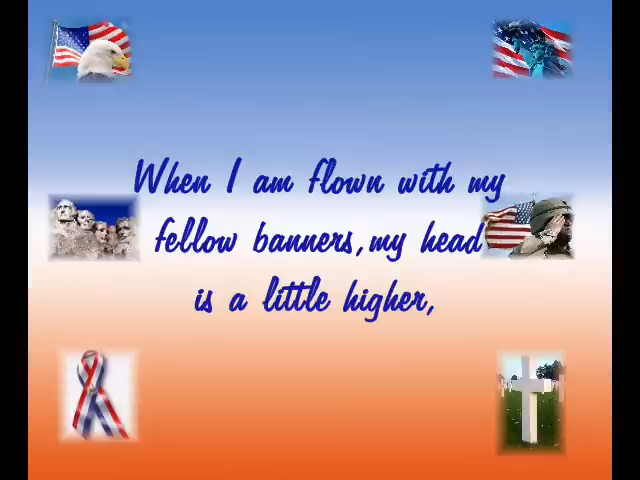 When I am flown with my
fellow banners, my head
is a little higher,